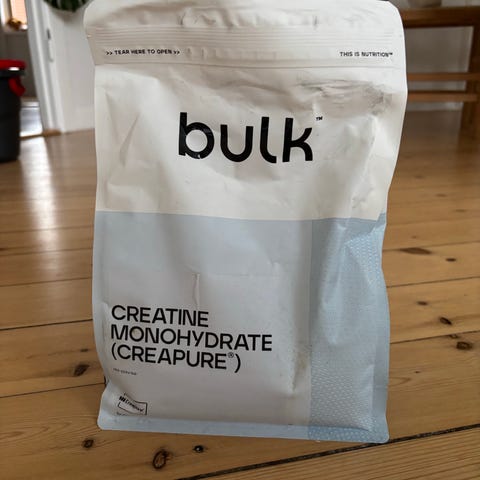 >> TEAR HERE TO OPEN >>
THIS IS NUTRITION™
bulk™
CREATINE
MONOHYDRATE
(CREAPURE®)